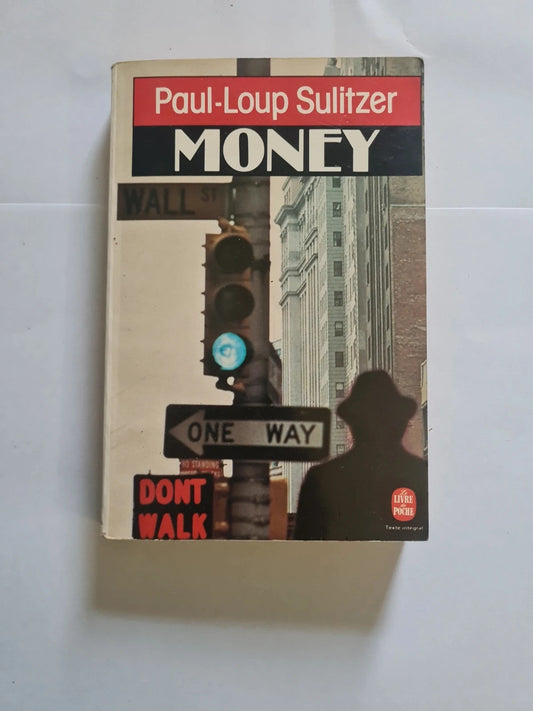 Paul-Loup Sulitzer
MONEY
WALL ST
ONE WAY
NO STANDING
DONT
WALK
Le
LIVRE
de
POCHE
Texte intégral